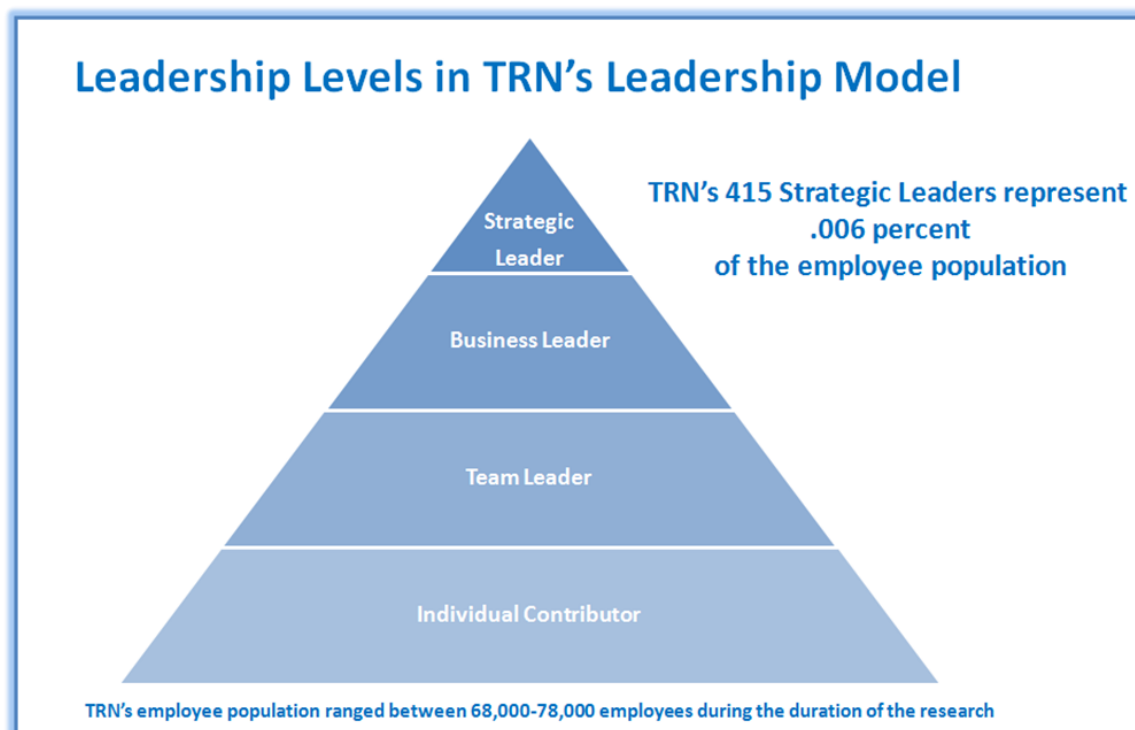 Leadership Levels in TRN's Leadership Model
TRN's 415 Strategic Leaders represent
.006 percent
of the employee population
Strategic
Leader
Business Leader
Team Leader
Individual Contributor
TRN's employee population ranged between 68,000-78,000 employees during the duration of the research